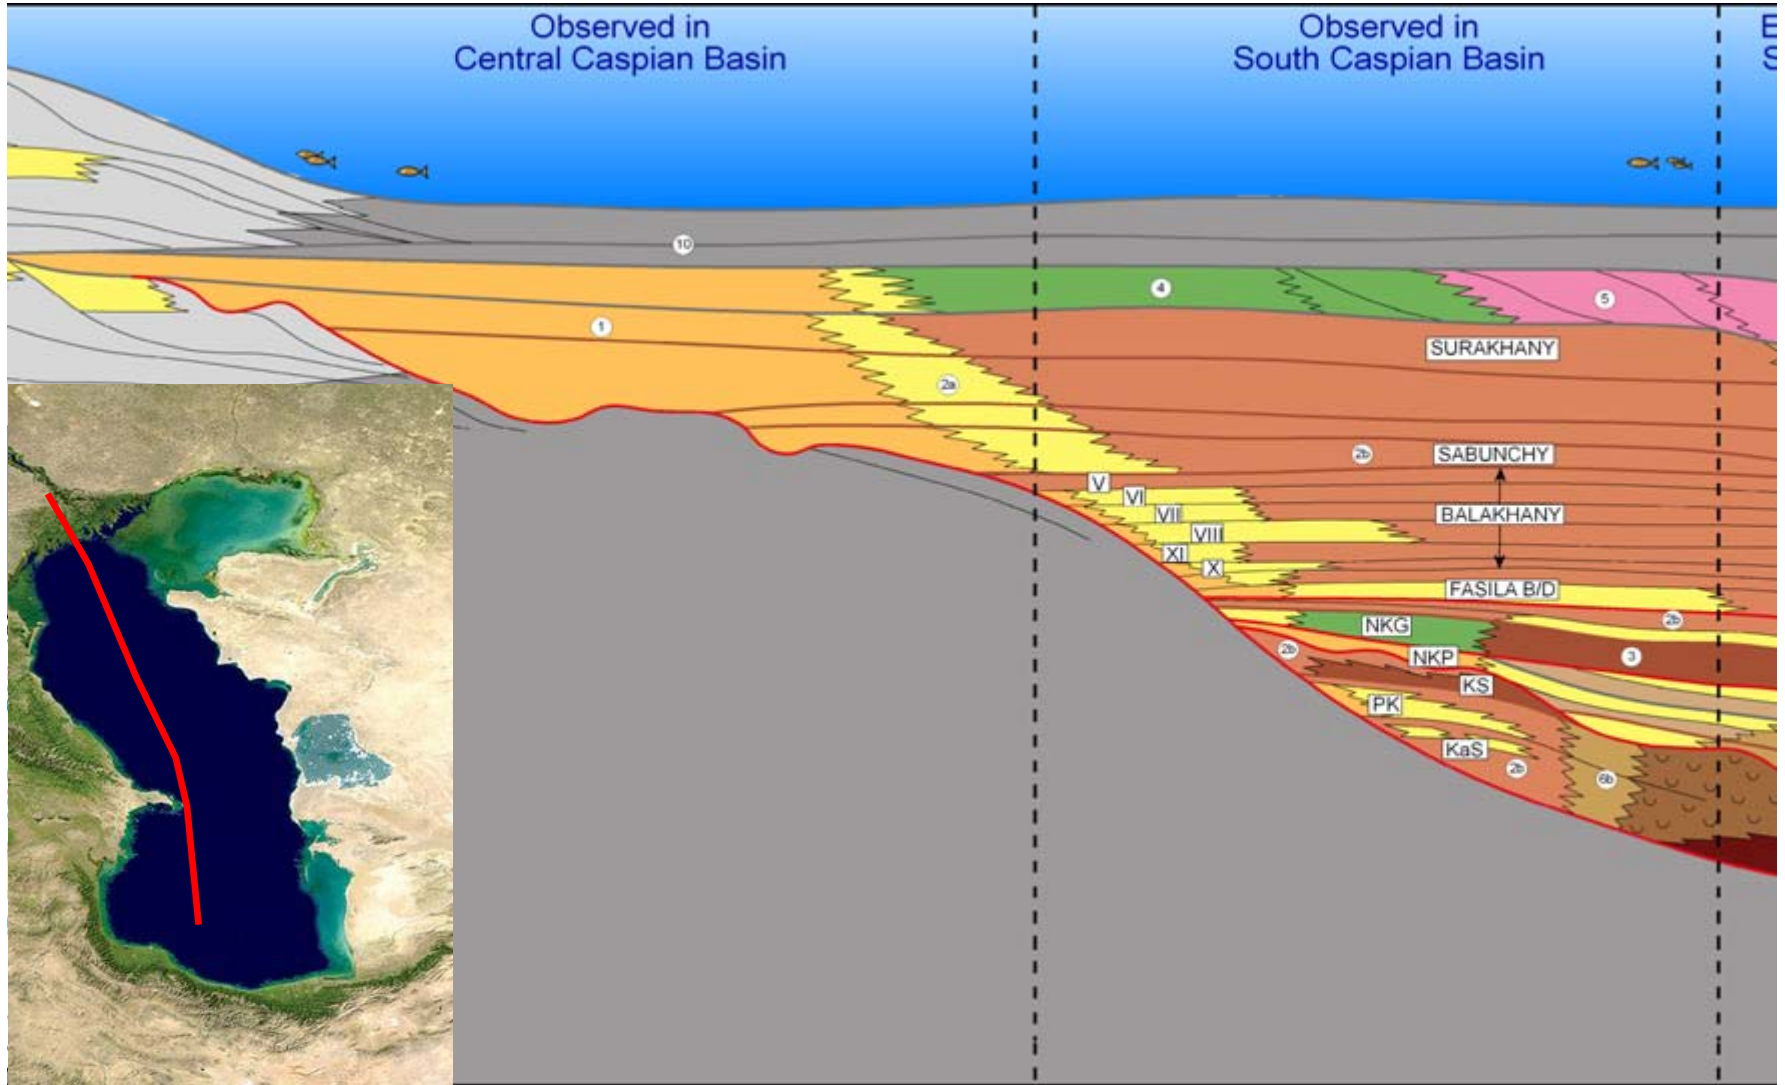 Observed in
Central Caspian Basin
Observed in
South Caspian Basin
E
S
10
4
5
1
SURAKHANY
2a
2b
SABUNCHY
V
VI
VII
BALAKHANY
VIII
XI
X
FASILA B/D
2b
NKG
2b
NKP
3
KS
PK
KaS
2b
6b